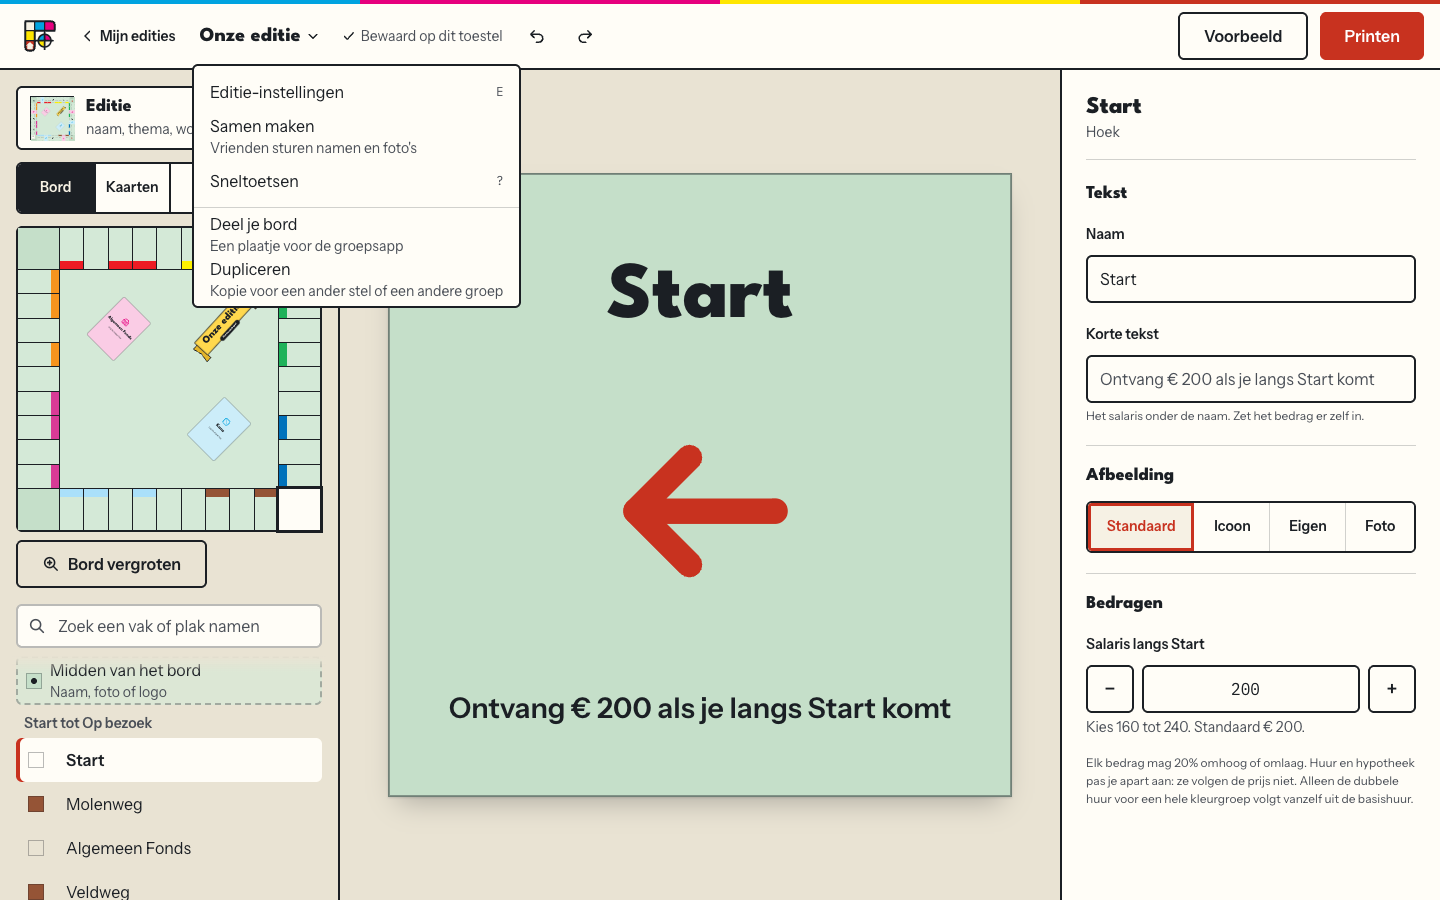 Mijn edities
Onze editie
Bewaard op dit toestel
Voorbeeld
Printen
Editie-instellingen
E
Samen maken
Vrienden sturen namen en foto's
Sneltoetsen
?
Deel je bord
Een plaatje voor de groepsapp
Dupliceren
Kopie voor een ander stel of een andere groep
Editie
naam, thema,
Bord
Kaarten
Algemeen Fonds
Onze editie
Bord vergroten
Zoek een vak of plak namen
Midden van het bord
Naam, foto of logo
Start tot Op bezoek
Start
Molenweg
Algemeen Fonds
Veldweg
Start
Ontvang € 200 als je langs Start komt
Start
Hoek
Tekst
Naam
Start
Korte tekst
Ontvang € 200 als je langs Start komt
Het salaris onder de naam. Zet het bedrag er zelf in.
Afbeelding
Standaard
Icoon
Eigen
Foto
Bedragen
Salaris langs Start
−
200
+
Kies 160 tot 240. Standaard € 200.
Elk bedrag mag 20% omhoog of omlaag. Huur en hypotheek
pas je apart aan: ze volgen de prijs niet. Alleen de dubbele
huur voor een hele kleurgroep volgt vanzelf uit de basishuur.